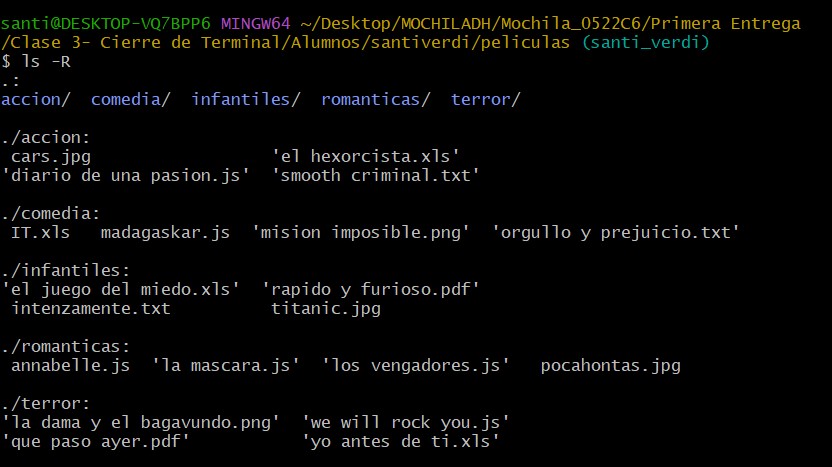 santi@DESKTOP-VQ7BPP6 MINGW64 ~/Desktop/MOCHILADH/Mochila_0522C6/Primera Entrega
/Clase 3- Cierre de Terminal/Alumnos/santiverdi/peliculas (santi_verdi)
$ ls -R
.:
accion/  comedia/  infantiles/  romanticas/  terror/

./accion:
 cars.jpg                  'el hexorcista.xls'
'diario de una pasion.js'  'smooth criminal.txt'

./comedia:
 IT.xls   madagaskar.js  'mision imposible.png'  'orgullo y prejuicio.txt'

./infantiles:
'el juego del miedo.xls'  'rapido y furioso.pdf'
 intenzamente.txt          titanic.jpg

./romanticas:
 annabelle.js  'la mascara.js'  'los vengadores.js'   pocahontas.jpg

./terror:
'la dama y el bagavundo.png'  'we will rock you.js'
'que paso ayer.pdf'           'yo antes de ti.xls'